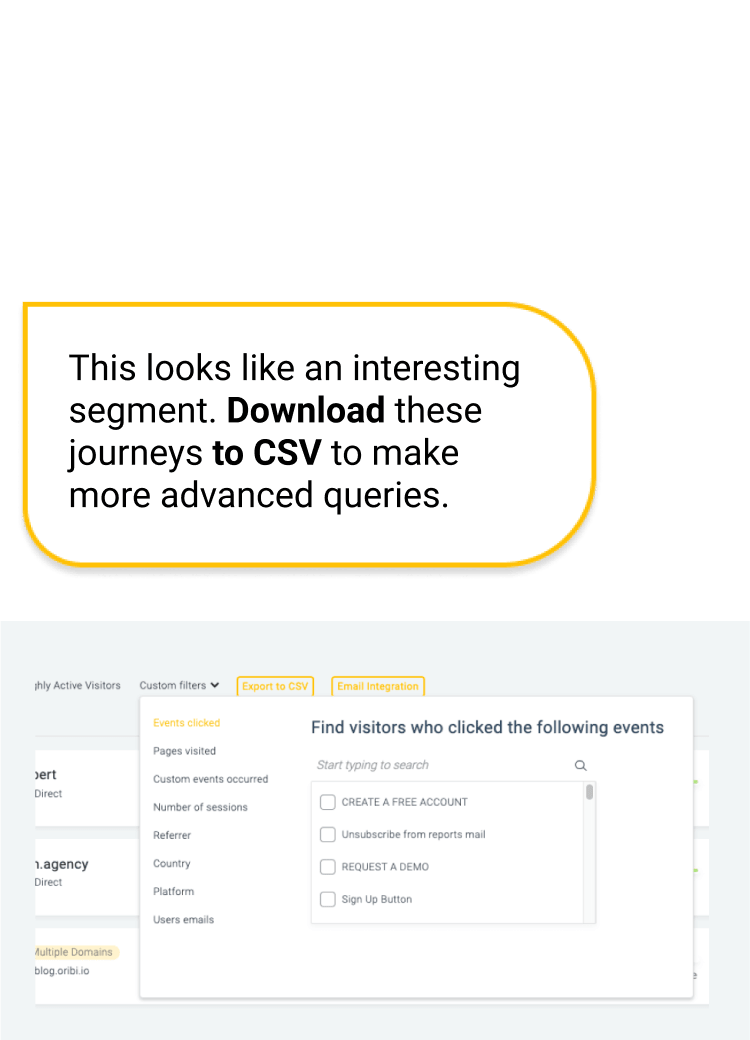 This looks like an interesting
segment. Download these
journeys to CSV to make
more advanced queries.
Active Visitors Custom filters Export to CSV Email Integration
Events clicked
Find visitors who clicked the following events
Pages visited
Start typing to search
Custom events occurred
CREATE A FREE ACCOUNT
Number of sessions
Unsubscribe from reports mail
Referrer
REQUEST A DEMO
Country
Platform
Sign Up Button
Users emails
Direct
.agency
Direct
Multiple Domains
blog.oribi.io